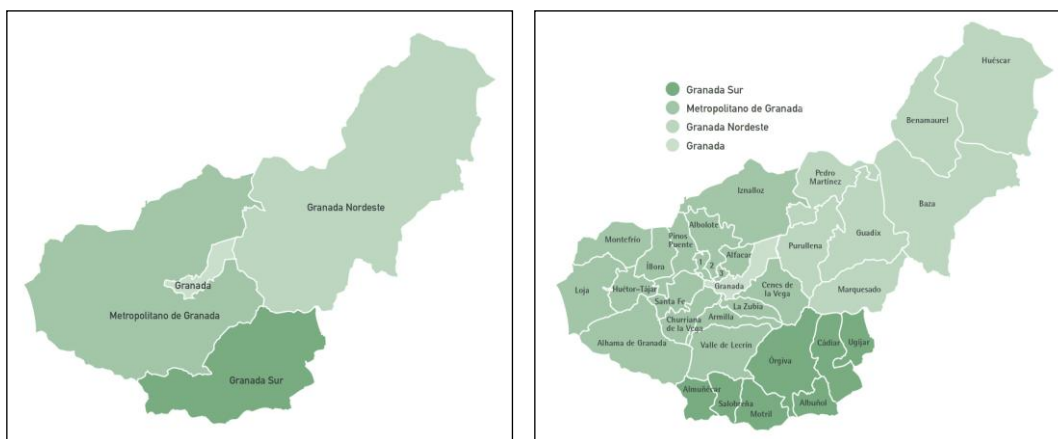 Granada Nordeste
Granada
Metropolitano de Granada
Granada Sur
Granada Sur
Metropolitano de Granada
Granada Nordeste
Granada
Huéscar
Benamaurel
Pedro
Martínez
Iznalloz
Baza
Albolote
Guadix
Montefrío
Pinos
Puente
Alfacar
Purullena
Íllora
1
2
3
Loja
Huétor-Tájar
Granada
Cenes de
la Vega
Marquesado
Santa Fe
La Zubia
Churriana
de la Vega
Armilla
Alhama de Granada
Valle de Lecrín
Órgiva
Cádiar
Ugíjar
Almuñécar
Salobreña
Motril
Albuñol